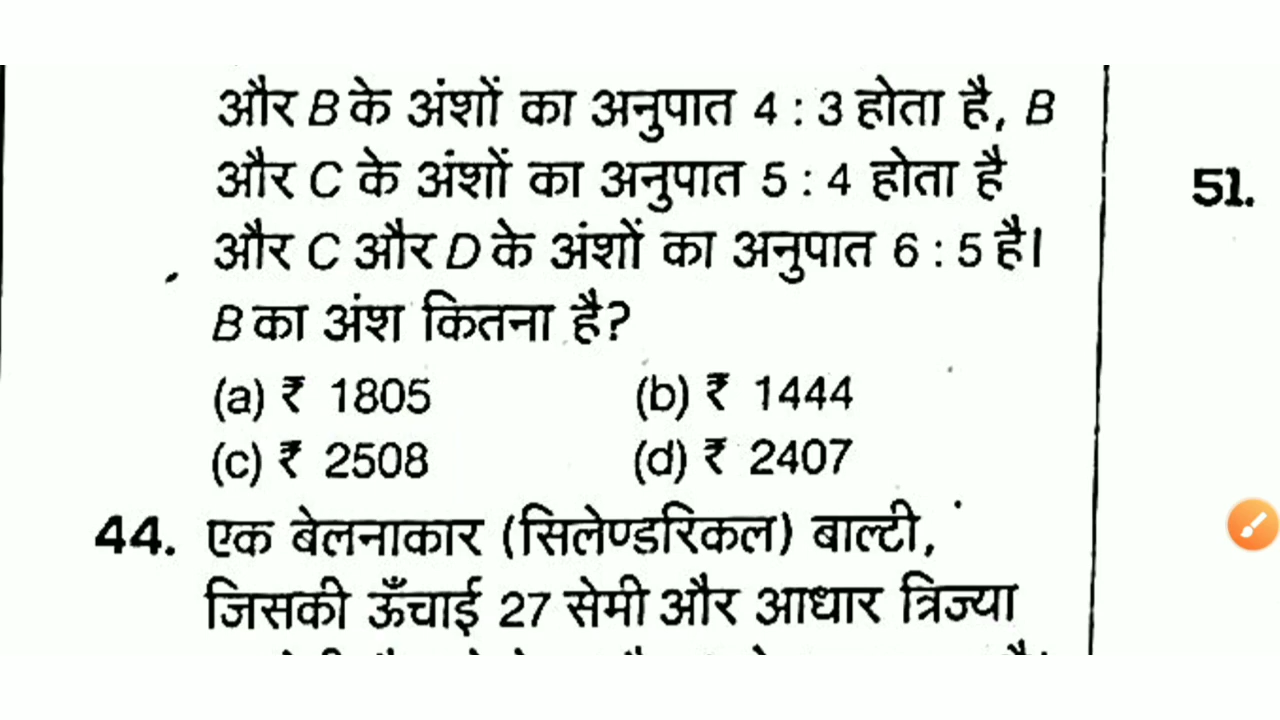 और B के अंशों का अनुपात 4 : 3 होता है, B
और C के अंशों का अनुपात 5 : 4 होता है
और C और D के अंशों का अनुपात 6 : 5 है।
B का अंश कितना है?
(a) ₹ 1805 (b) ₹ 1444
(c) ₹ 2508 (d) ₹ 2407
44. एक बेलनाकार (सिलेण्डरिकल) बाल्टी,
जिसकी ऊँचाई 27 सेमी और आधार त्रिज्या
51.